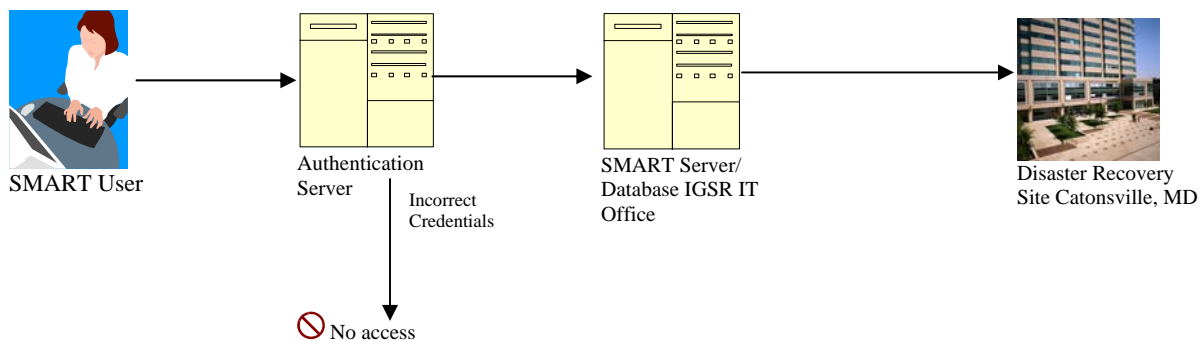 SMART User
Authentication
Server
SMART Server/
Database IGSR IT
Office
Disaster Recovery
Site Catonsville, MD
Incorrect
Credentials
No access